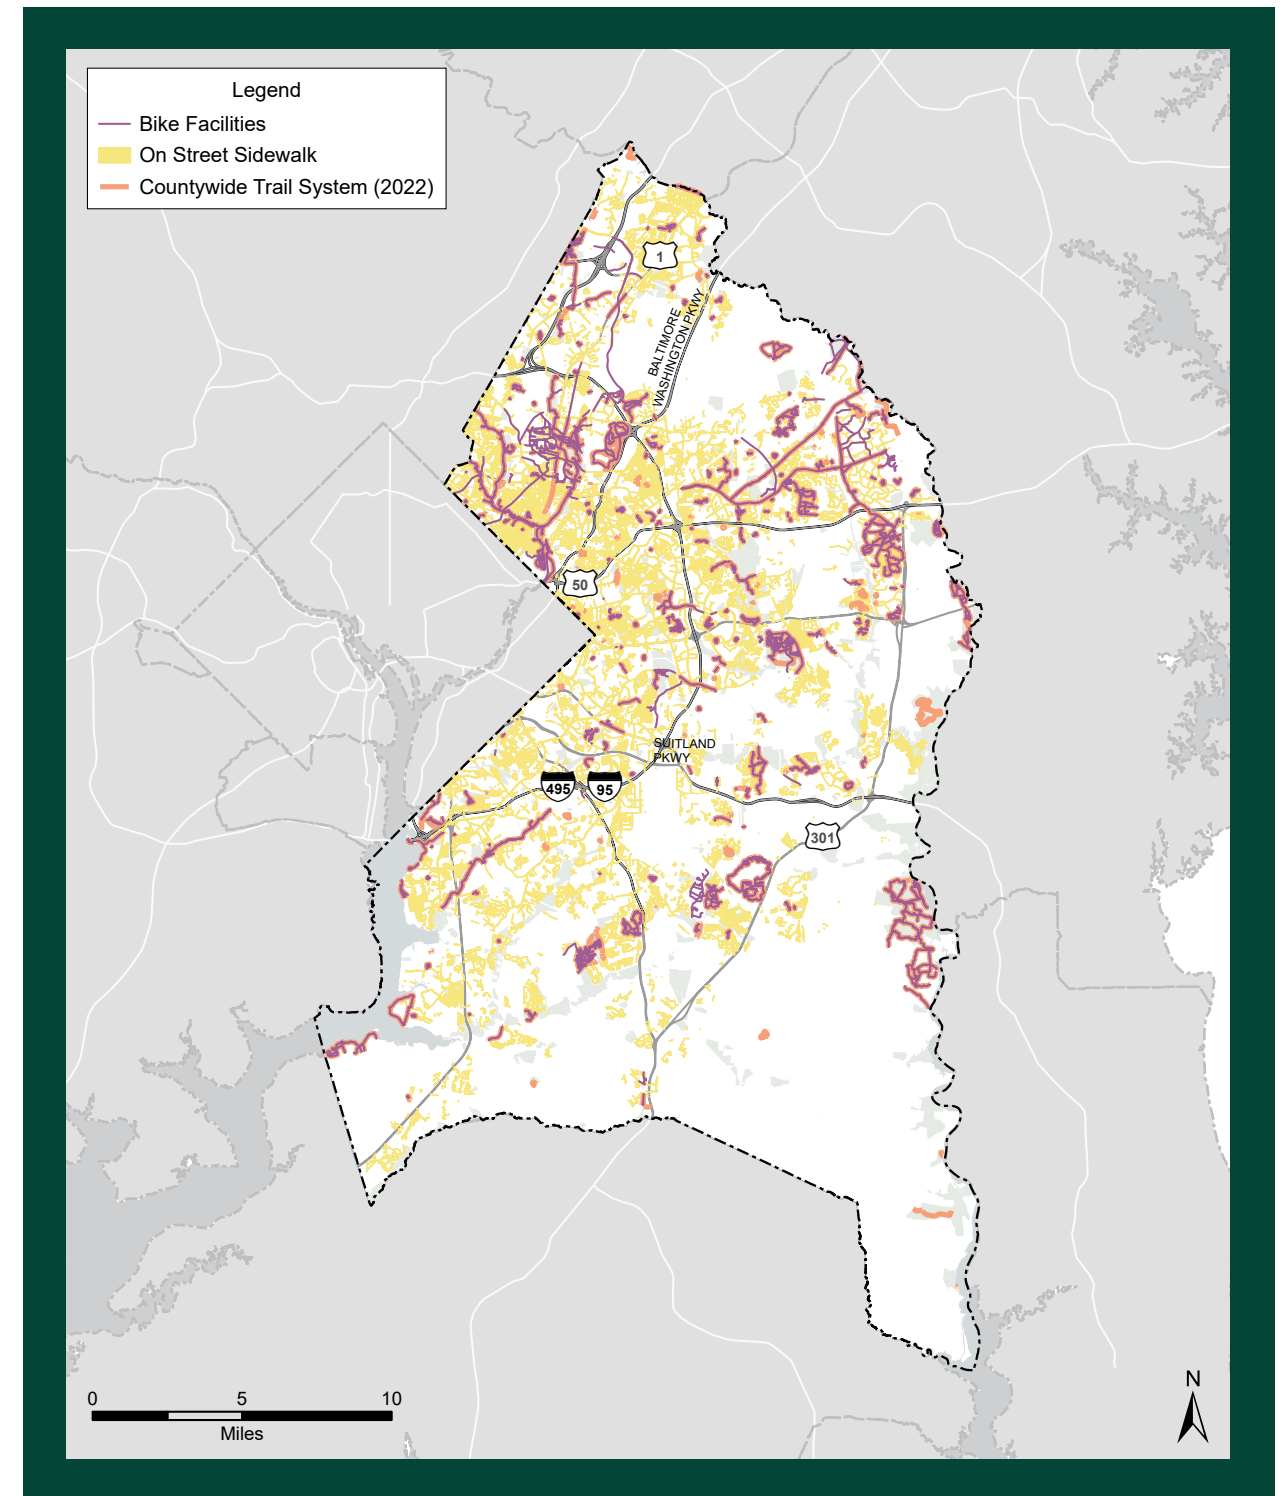 Legend
Bike Facilities
On Street Sidewalk
Countywide Trail System (2022)
1
BALTIMORE
WASHINGTON PKWY
50
SUITLAND
PKWY
495
95
301
0 5 10
Miles
N